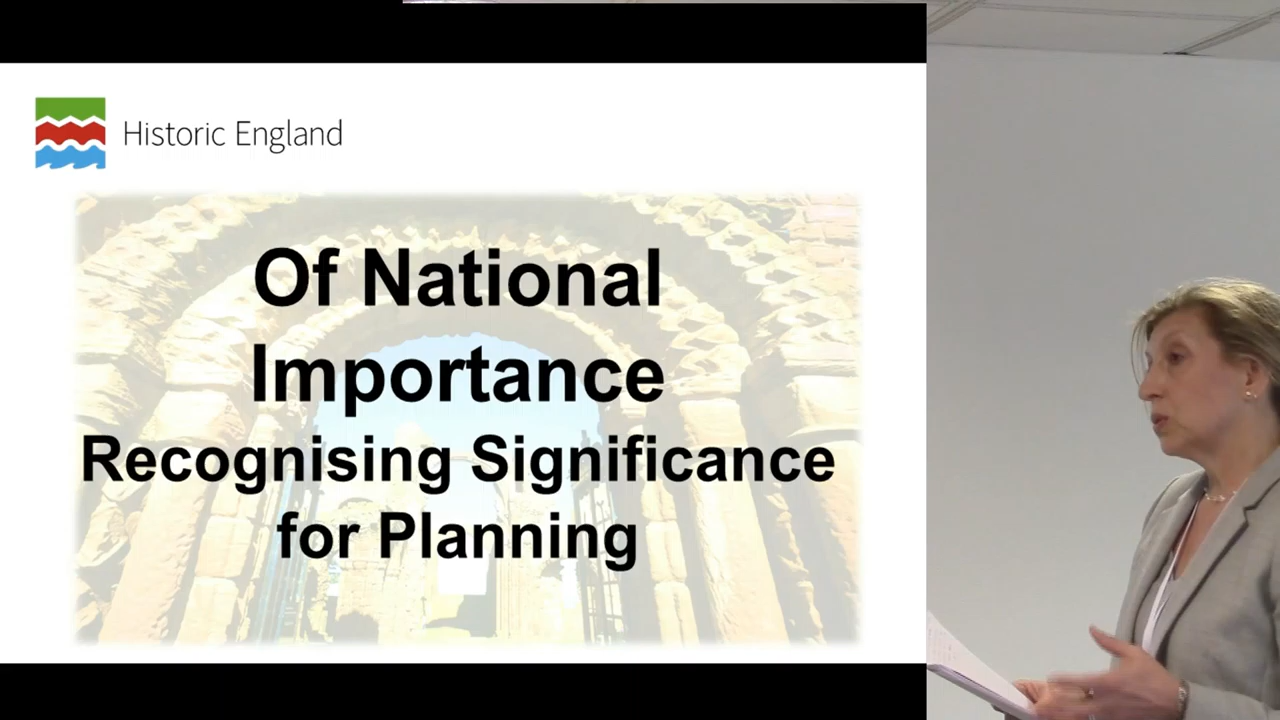 Historic England
Of National
Importance
Recognising Significance
for Planning